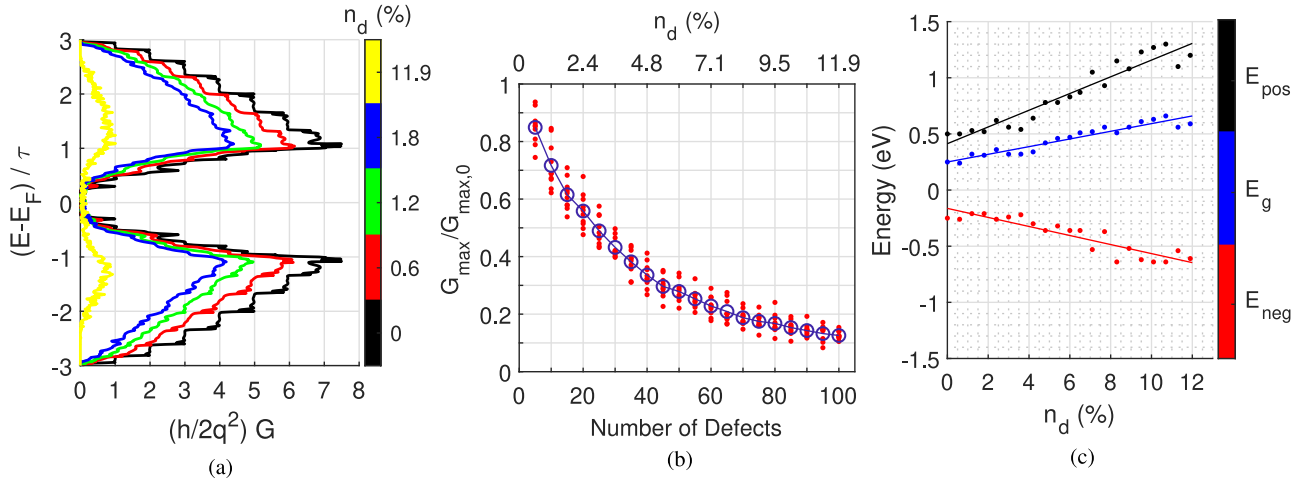 n_d (%)
3
2
1
0
-1
-2
-3
(E-E_F) / τ
0 1 2 3 4 5 6 7 8
(h/2q²) G
11.9
1.8
1.2
0.6
0
(a)
n_d (%)
0 2.4 4.8 7.1 9.5 11.9
1
0.8
0.6
0.4
0.2
0
G_max/G_max,0
0 20 40 60 80 100
Number of Defects
(b)
1.5
1
0.5
0
-0.5
-1
-1.5
Energy (eV)
0 2 4 6 8 10 12
n_d (%)
E_pos
E_g
E_neg
(c)